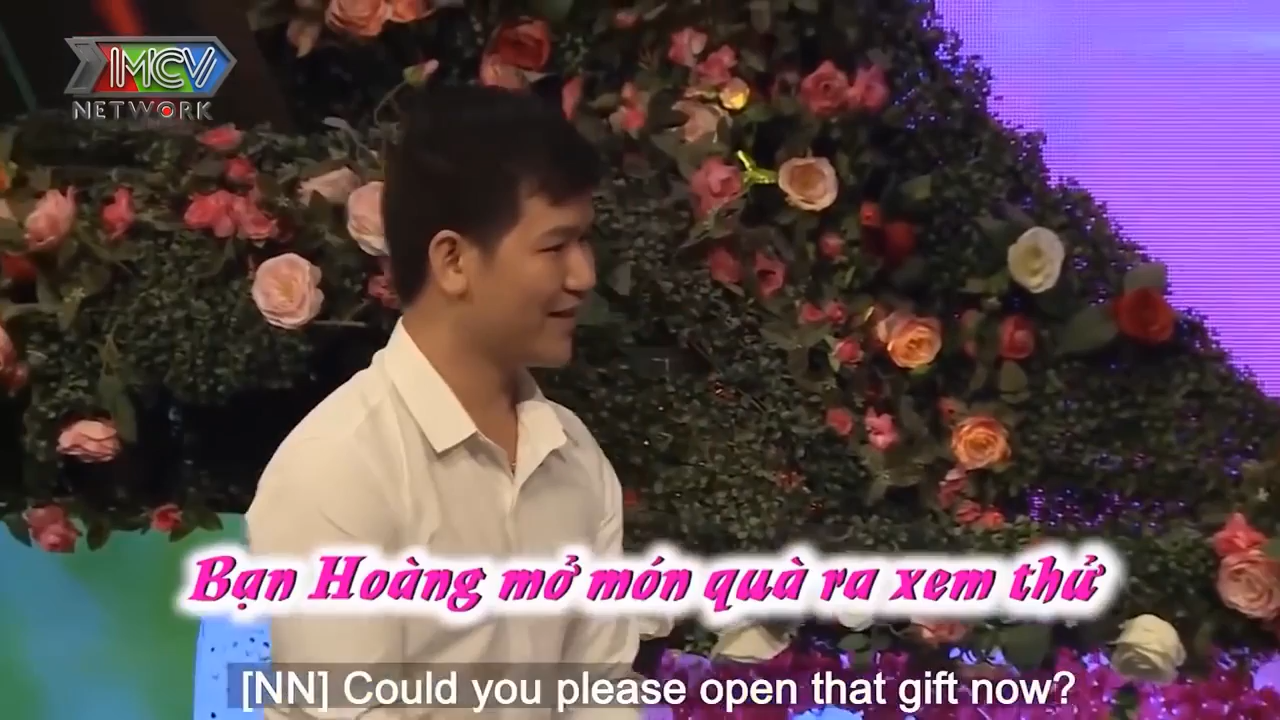 MCV
NETWORK
Bạn Hoàng mở món quà ra xem thử
[NN] Could you please open that gift now?